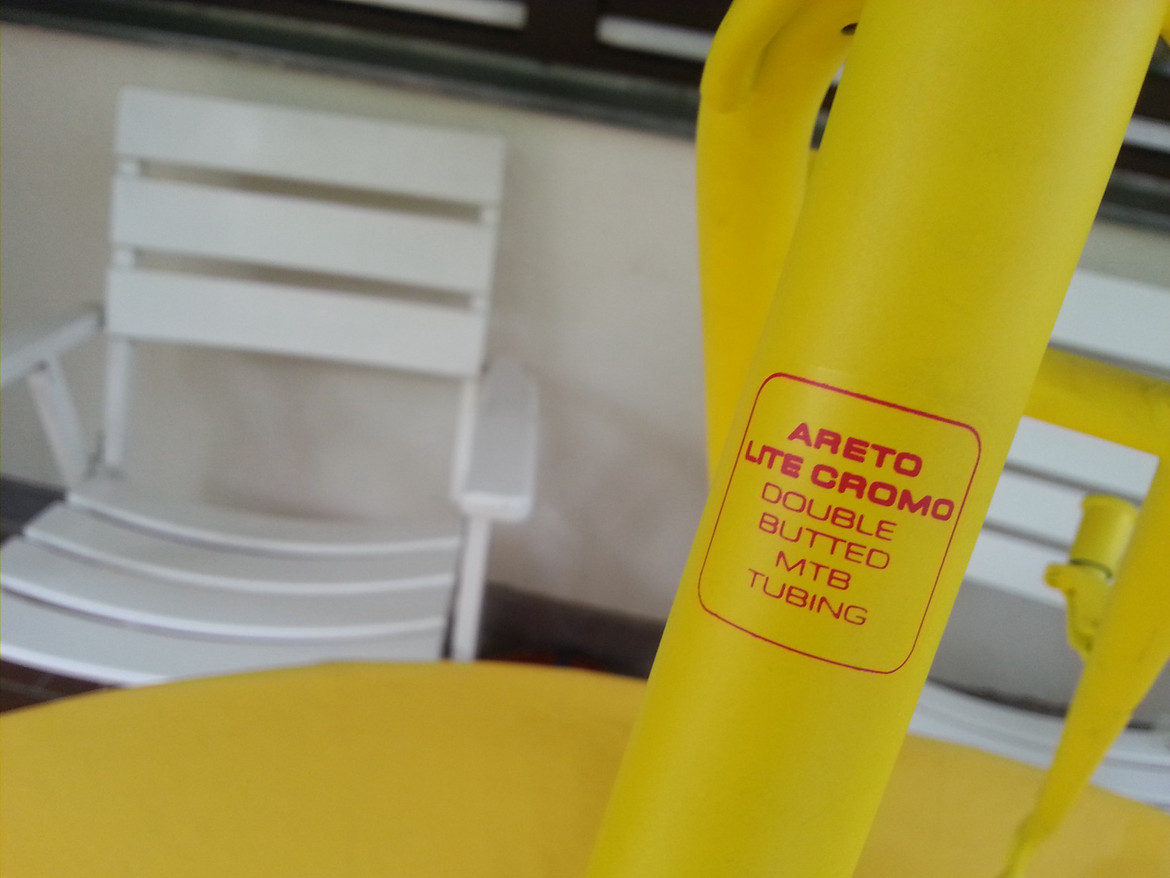 ARETO
LITE CROMO
DOUBLE
BUTTED
MTB
TUBING